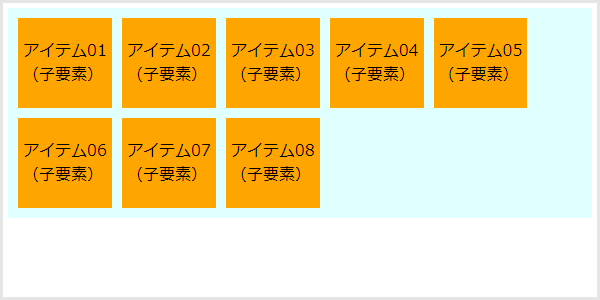 アイテム01
（子要素）
アイテム02
（子要素）
アイテム03
（子要素）
アイテム04
（子要素）
アイテム05
（子要素）
アイテム06
（子要素）
アイテム07
（子要素）
アイテム08
（子要素）